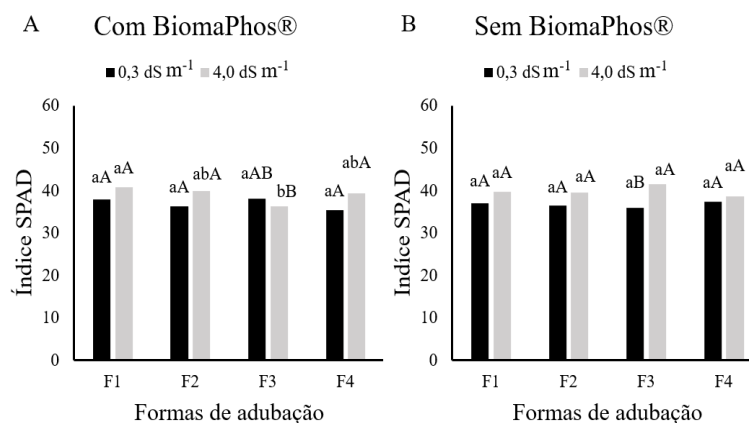 A Com BiomaPhos®
0,3 dS m⁻¹ 4,0 dS m⁻¹
Índice SPAD
60
50
40
30
20
10
0
aA aA aA abA aAB bB aA abA
F1 F2 F3 F4
Formas de adubação
B Sem BiomaPhos®
0,3 dS m⁻¹ 4,0 dS m⁻¹
Indíce SPAD
60
50
40
30
20
10
0
aA aA aA aA aB aA aA aA
F1 F2 F3 F4
Formas de adubação